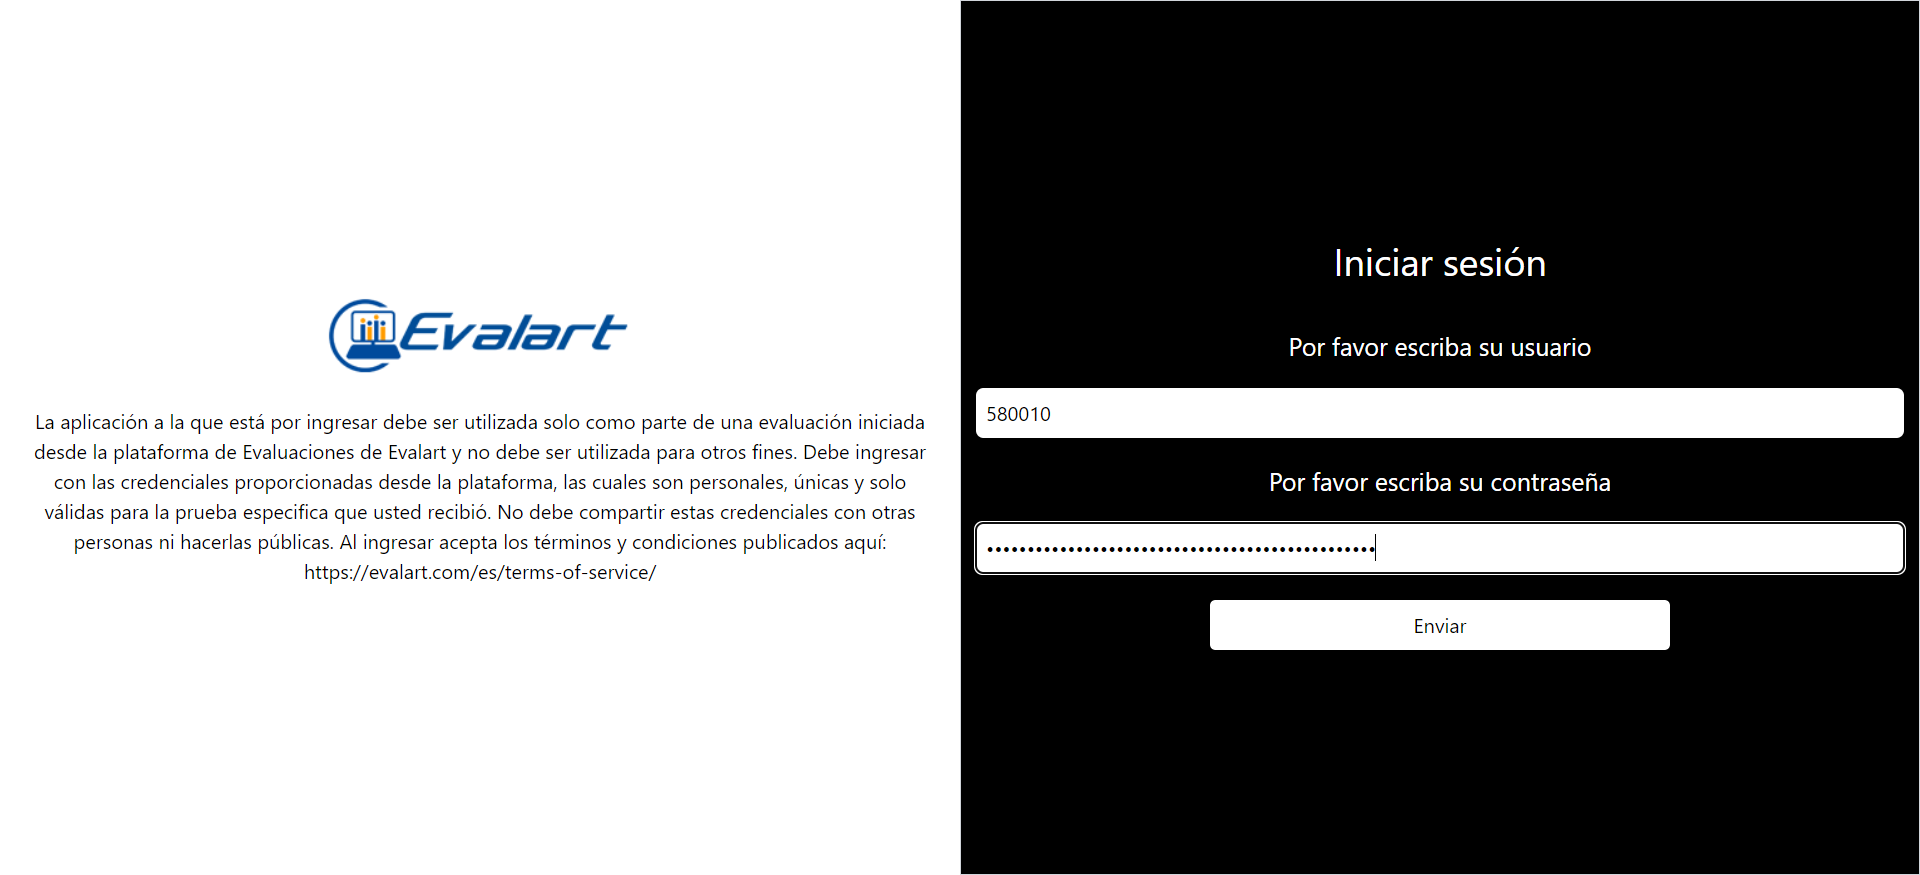 Evalart
La aplicación a la que está por ingresar debe ser utilizada solo como parte de una evaluación iniciada
desde la plataforma de Evaluaciones de Evalart y no debe ser utilizada para otros fines. Debe ingresar
con las credenciales proporcionadas desde la plataforma, las cuales son personales, únicas y solo
válidas para la prueba especifica que usted recibió. No debe compartir estas credenciales con otras
personas ni hacerlas públicas. Al ingresar acepta los términos y condiciones publicados aquí:
https://evalart.com/es/terms-of-service/
Iniciar sesión
Por favor escriba su usuario
580010
Por favor escriba su contraseña
Enviar